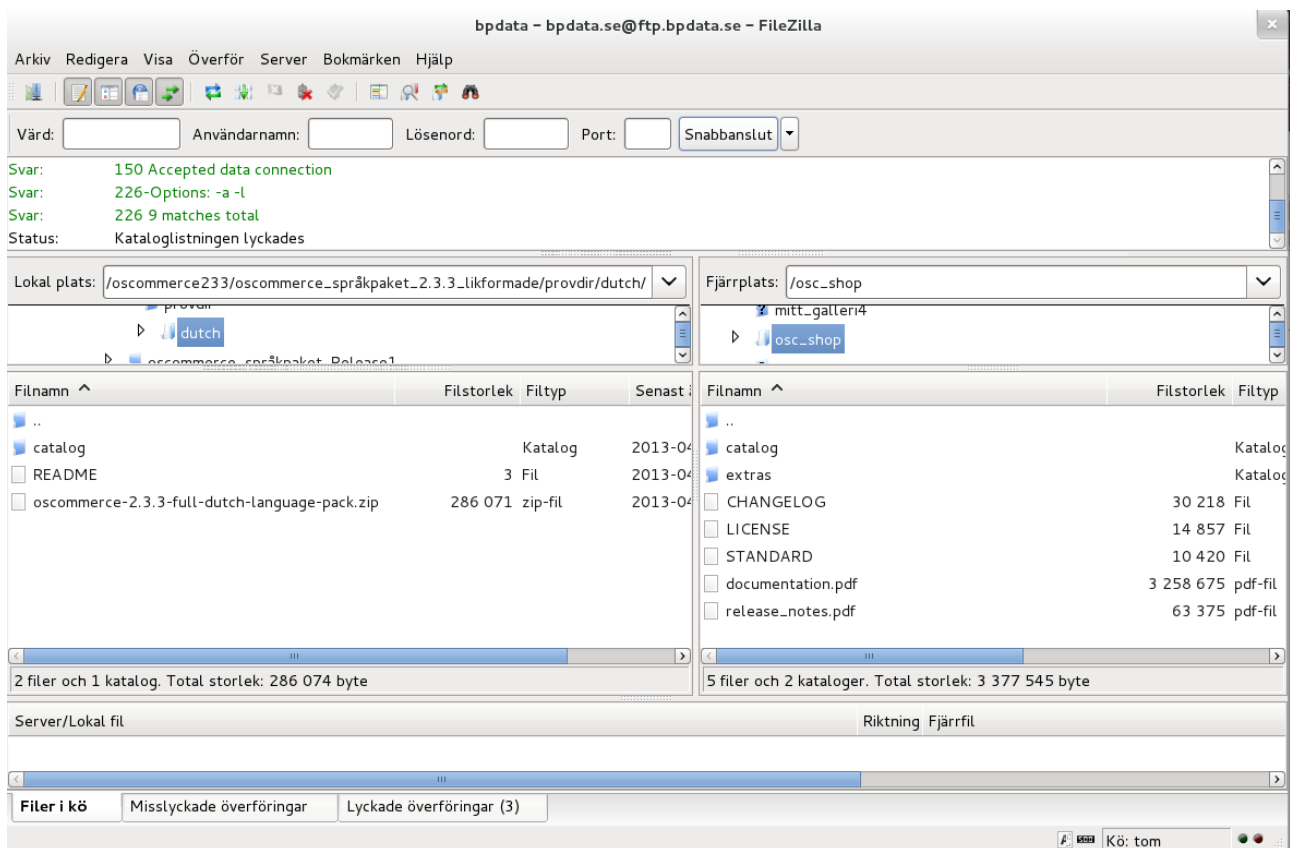 bpdata – bpdata.se@ftp.bpdata.se – FileZilla
Arkiv Redigera Visa Överför Server Bokmärken Hjälp
Värd: Användarnamn: Lösenord: Port: Snabbanslut
Svar: 150 Accepted data connection
Svar: 226-Options: -a -l
Svar: 226 9 matches total
Status: Kataloglistningen lyckades
Lokal plats: /oscommerce233/oscommerce_språkpaket_2.3.3_likformade/provdir/dutch/
provdir
dutch
oscommerce_språkpaket_Release1
Filnamn Filstorlek Filtyp Senast
..
catalog Katalog 2013-04
README 3 Fil 2013-04
oscommerce-2.3.3-full-dutch-language-pack.zip 286 071 zip-fil 2013-04
2 filer och 1 katalog. Total storlek: 286 074 byte
Fjärrplats: /osc_shop
mitt_galleri4
osc_shop
Filnamn Filstorlek Filtyp
..
catalog Katalog
extras Katalog
CHANGELOG 30 218 Fil
LICENSE 14 857 Fil
STANDARD 10 420 Fil
documentation.pdf 3 258 675 pdf-fil
release_notes.pdf 63 375 pdf-fil
5 filer och 2 kataloger. Total storlek: 3 377 545 byte
Server/Lokal fil Riktning Fjärrfil
Filer i kö Misslyckade överföringar Lyckade överföringar (3)
Kö: tom